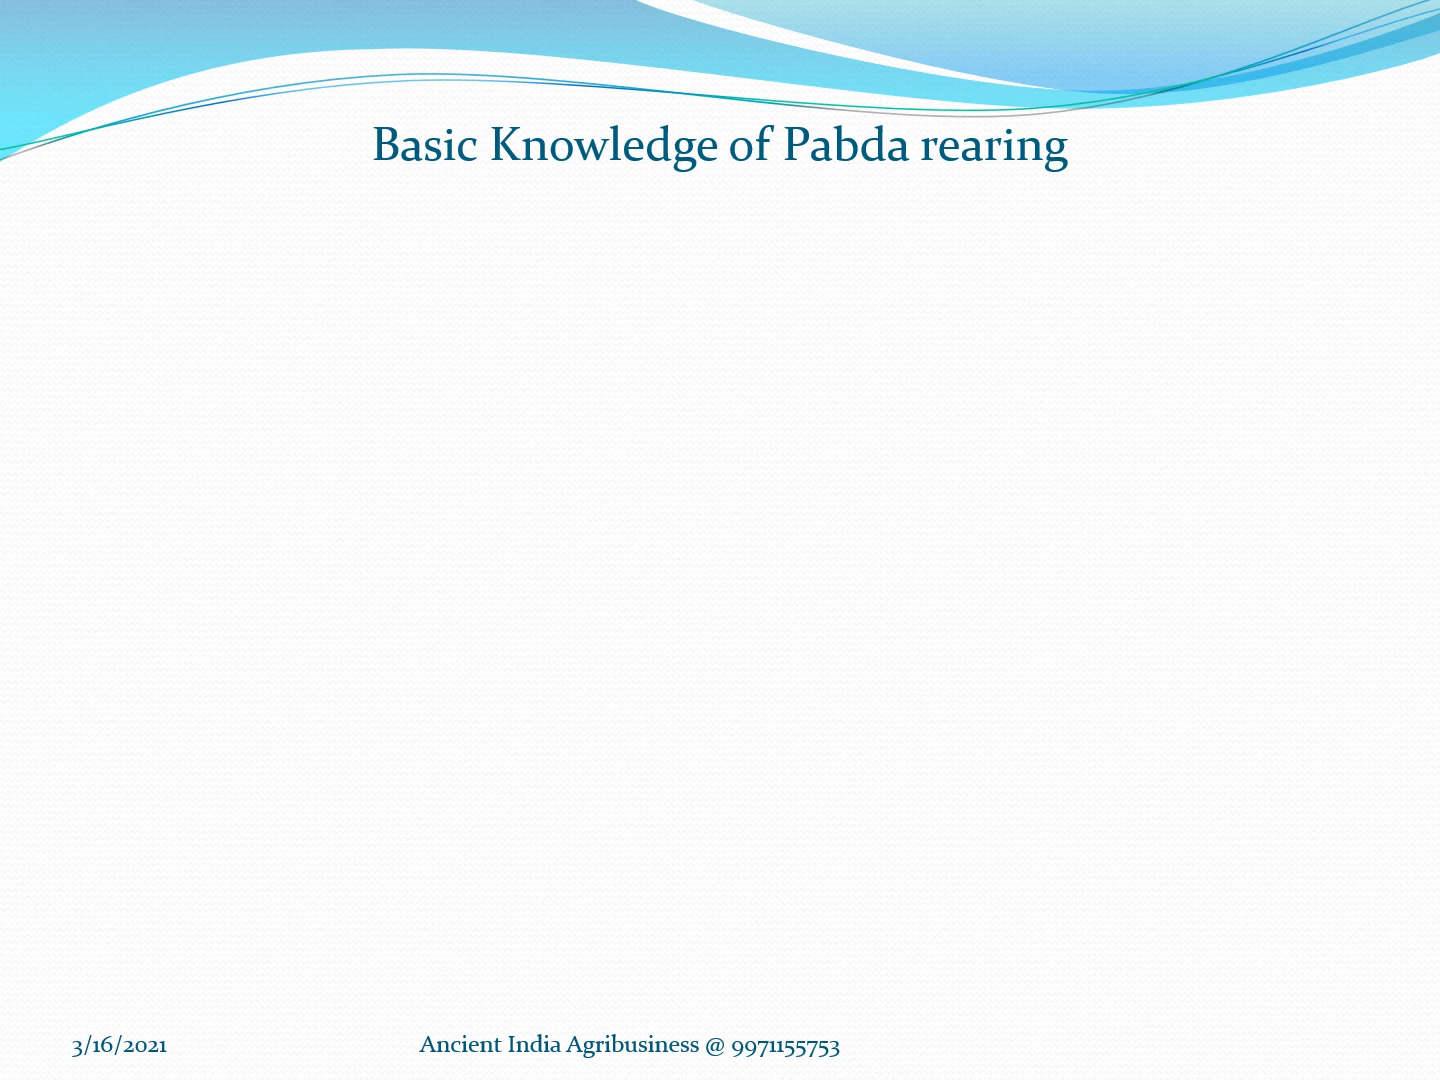 Basic Knowledge of Pabda rearing
3/16/2021
Ancient India Agribusiness @ 9971155753